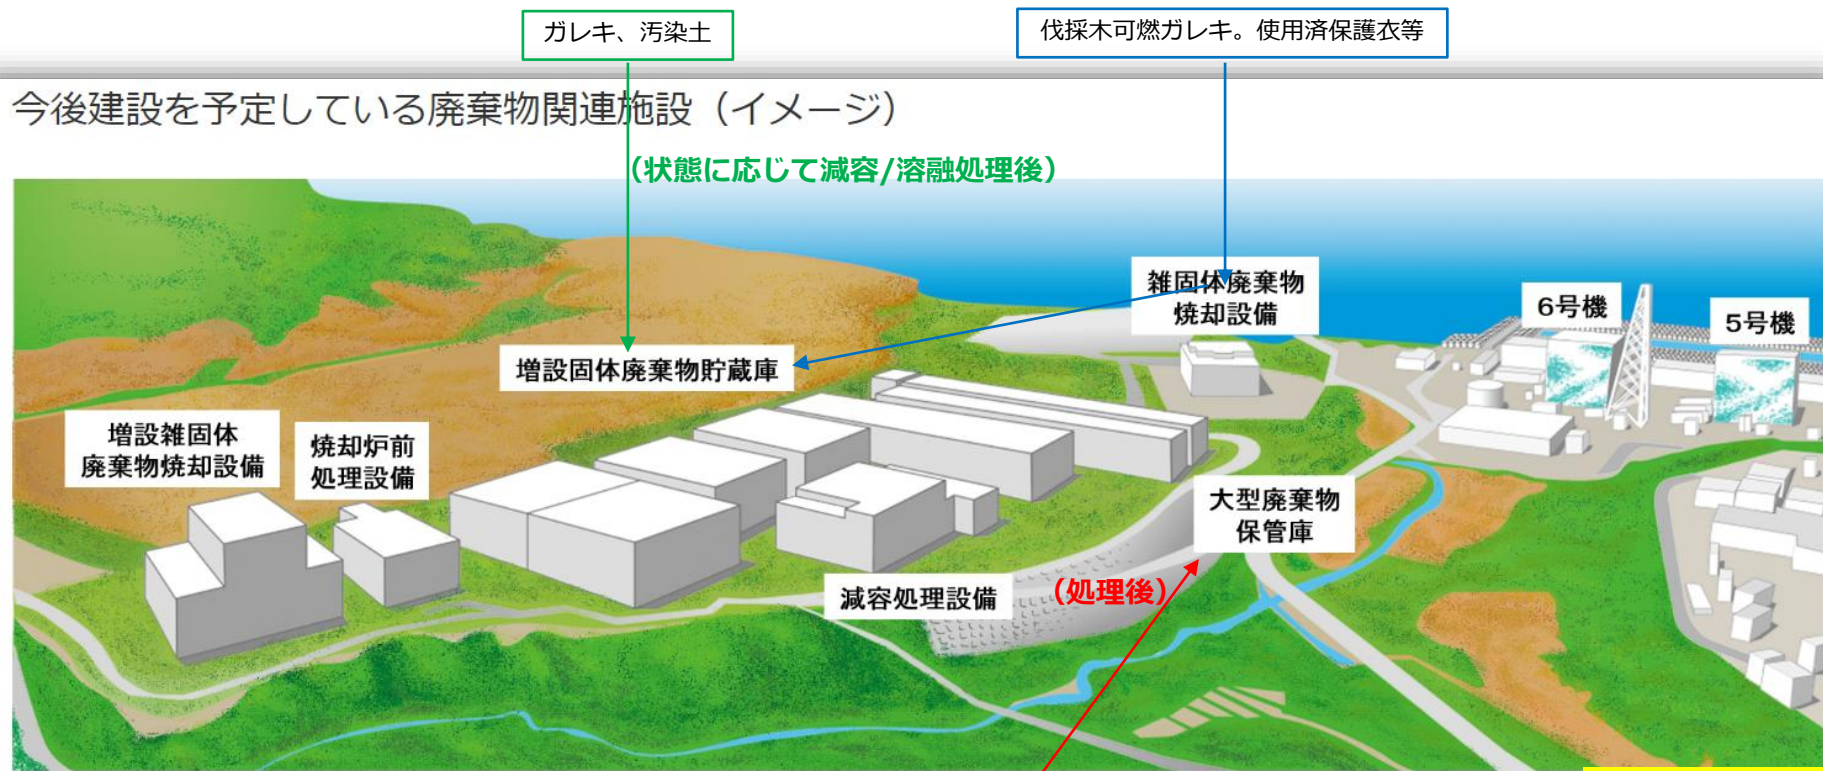 ガレキ、汚染土
伐採木可燃ガレキ。使用済保護衣等
今後建設を予定している廃棄物関連施設（イメージ）
（状態に応じて減容/溶融処理後）
雑固体廃棄物
焼却設備
6号機
5号機
増設固体廃棄物貯蔵庫
増設雑固体
廃棄物焼却設備
焼却炉前
処理設備
大型廃棄物
保管庫
減容処理設備
（処理後）